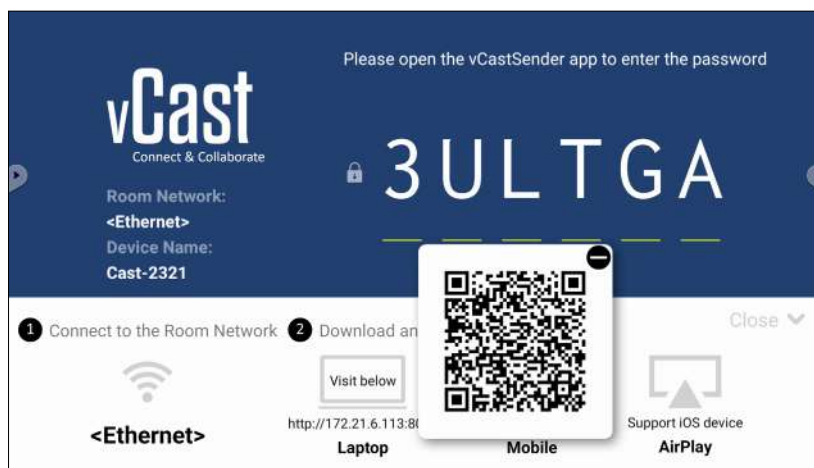 Please open the vCastSender app to enter the password
vCast
Connect & Collaborate
3ULTGA
Room Network:
<Ethernet>
Device Name:
Cast-2321
Close
1 Connect to the Room Network
2 Download
Visit below
http://172.21.6.113:
Support iOS device
<Ethernet>
Laptop
Mobile
AirPlay